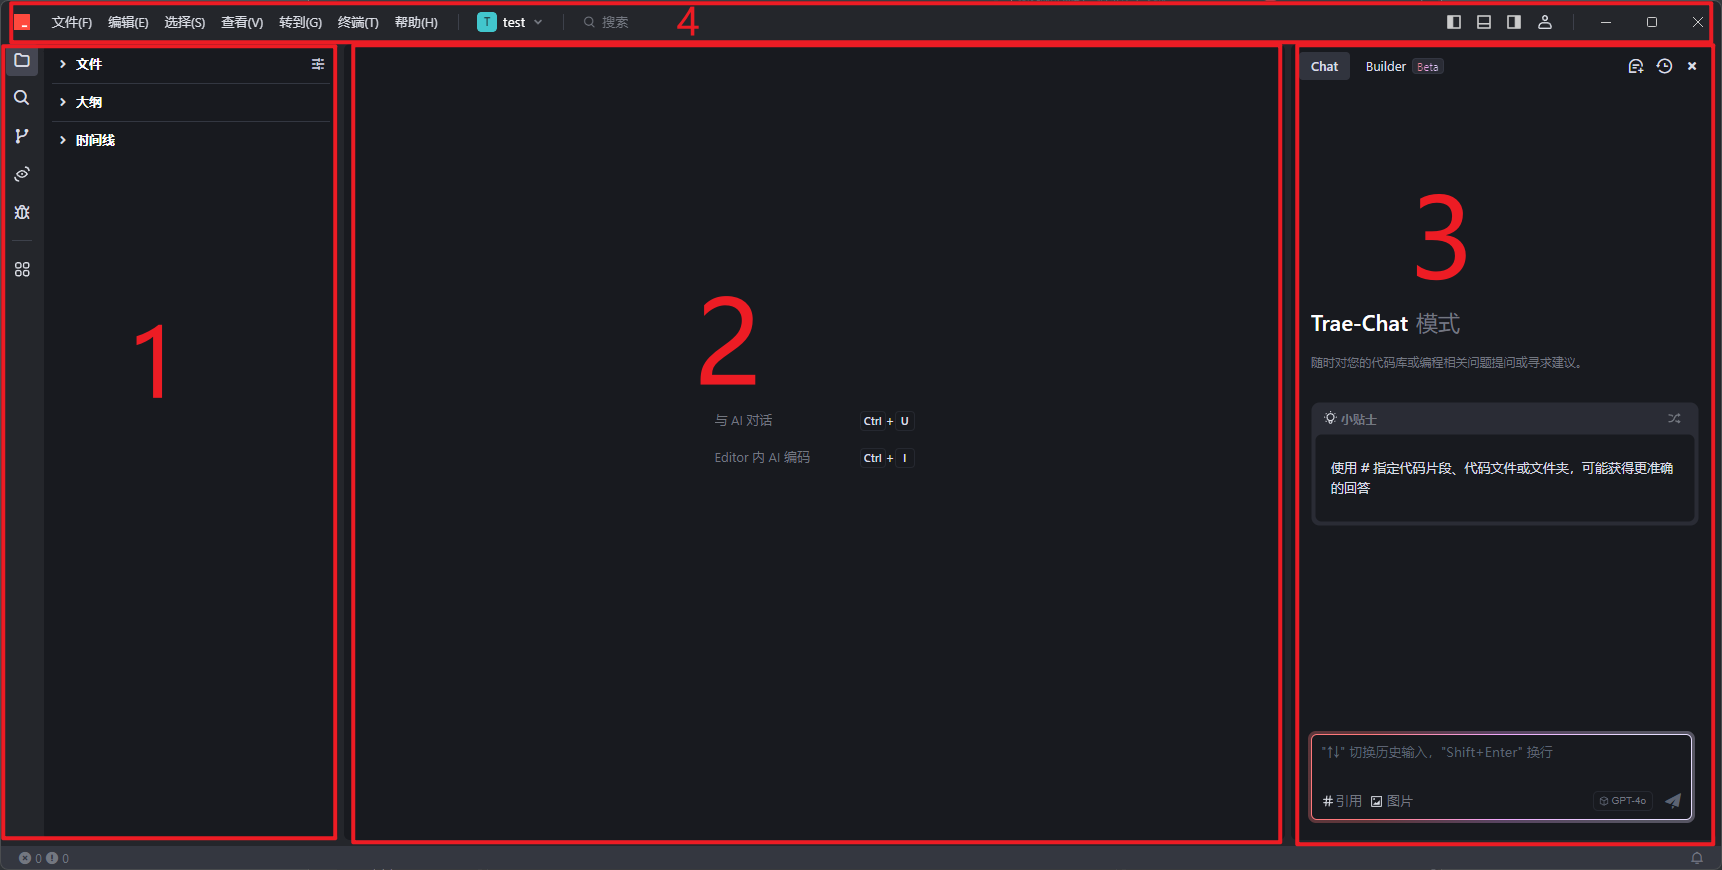 文件(F) 编辑(E) 选择(S) 查看(V) 转到(G) 终端(T) 帮助(H) T test 搜索 4
文件
大纲
时间线
1
2
与 AI 对话 Ctrl + U
Editor 内 AI 编码 Ctrl + I
Chat Builder Beta
3
Trae-Chat 模式
随时对您的代码库或编程相关问题提问或寻求建议。
小贴士
使用 # 指定代码片段、代码文件或文件夹，可能获得更准确
的回答
"↑↓" 切换历史输入，"Shift+Enter" 换行
#引用 图片 GPT-4o
0 0